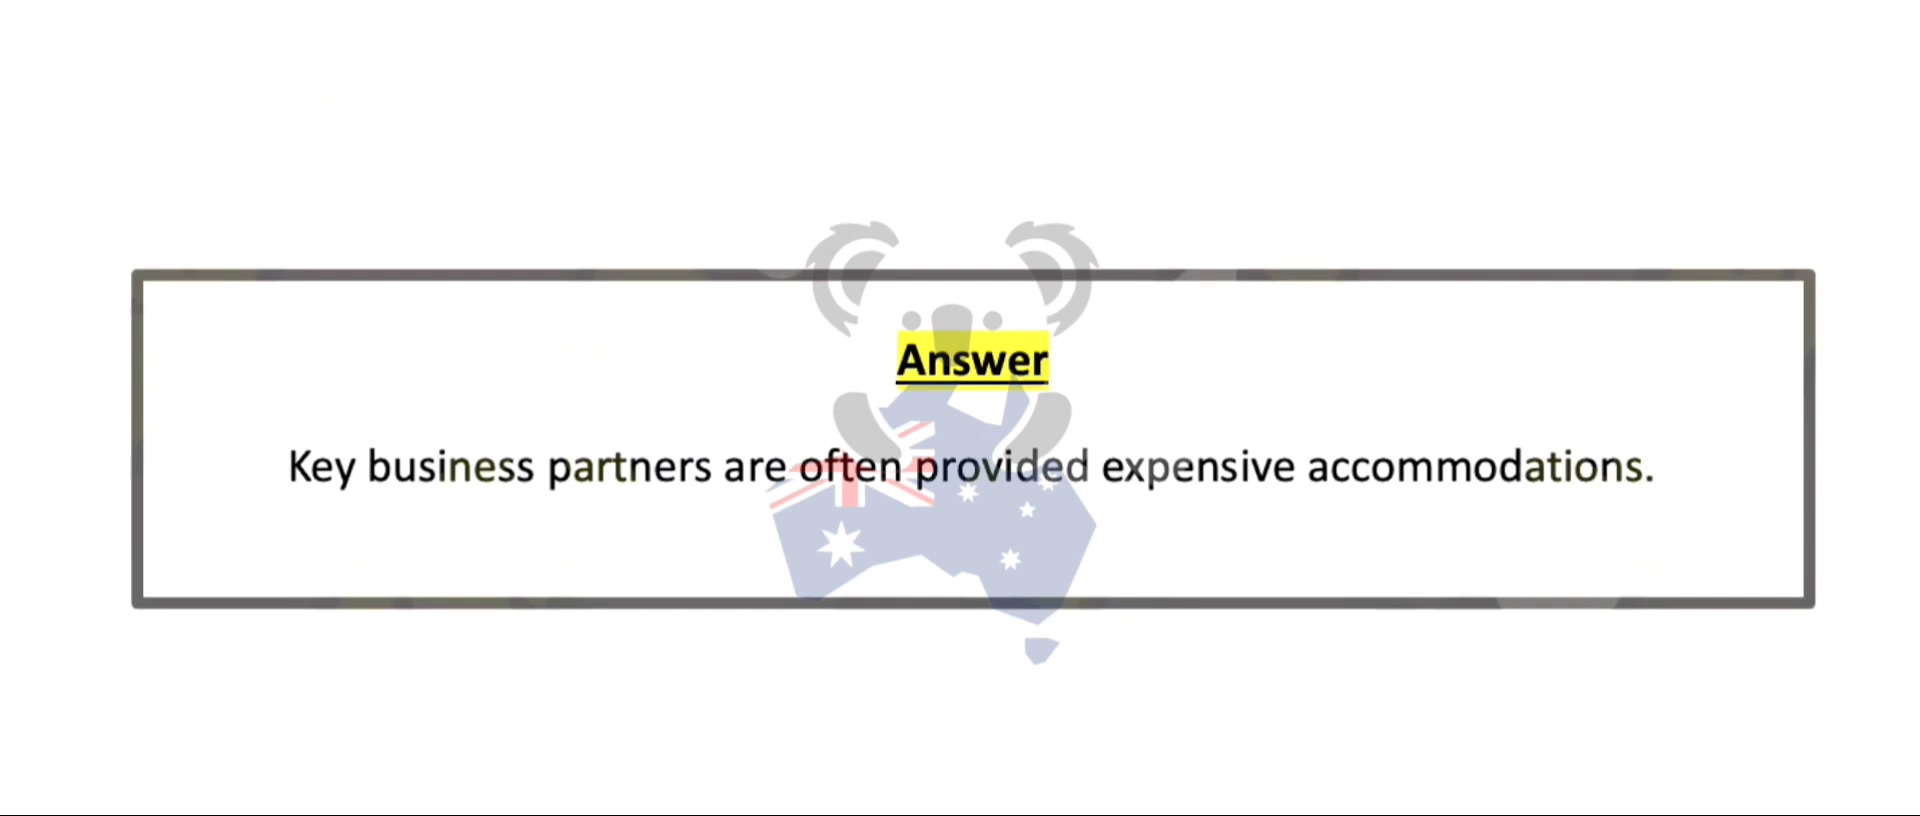 Answer
Key business partners are often provided expensive accommodations.